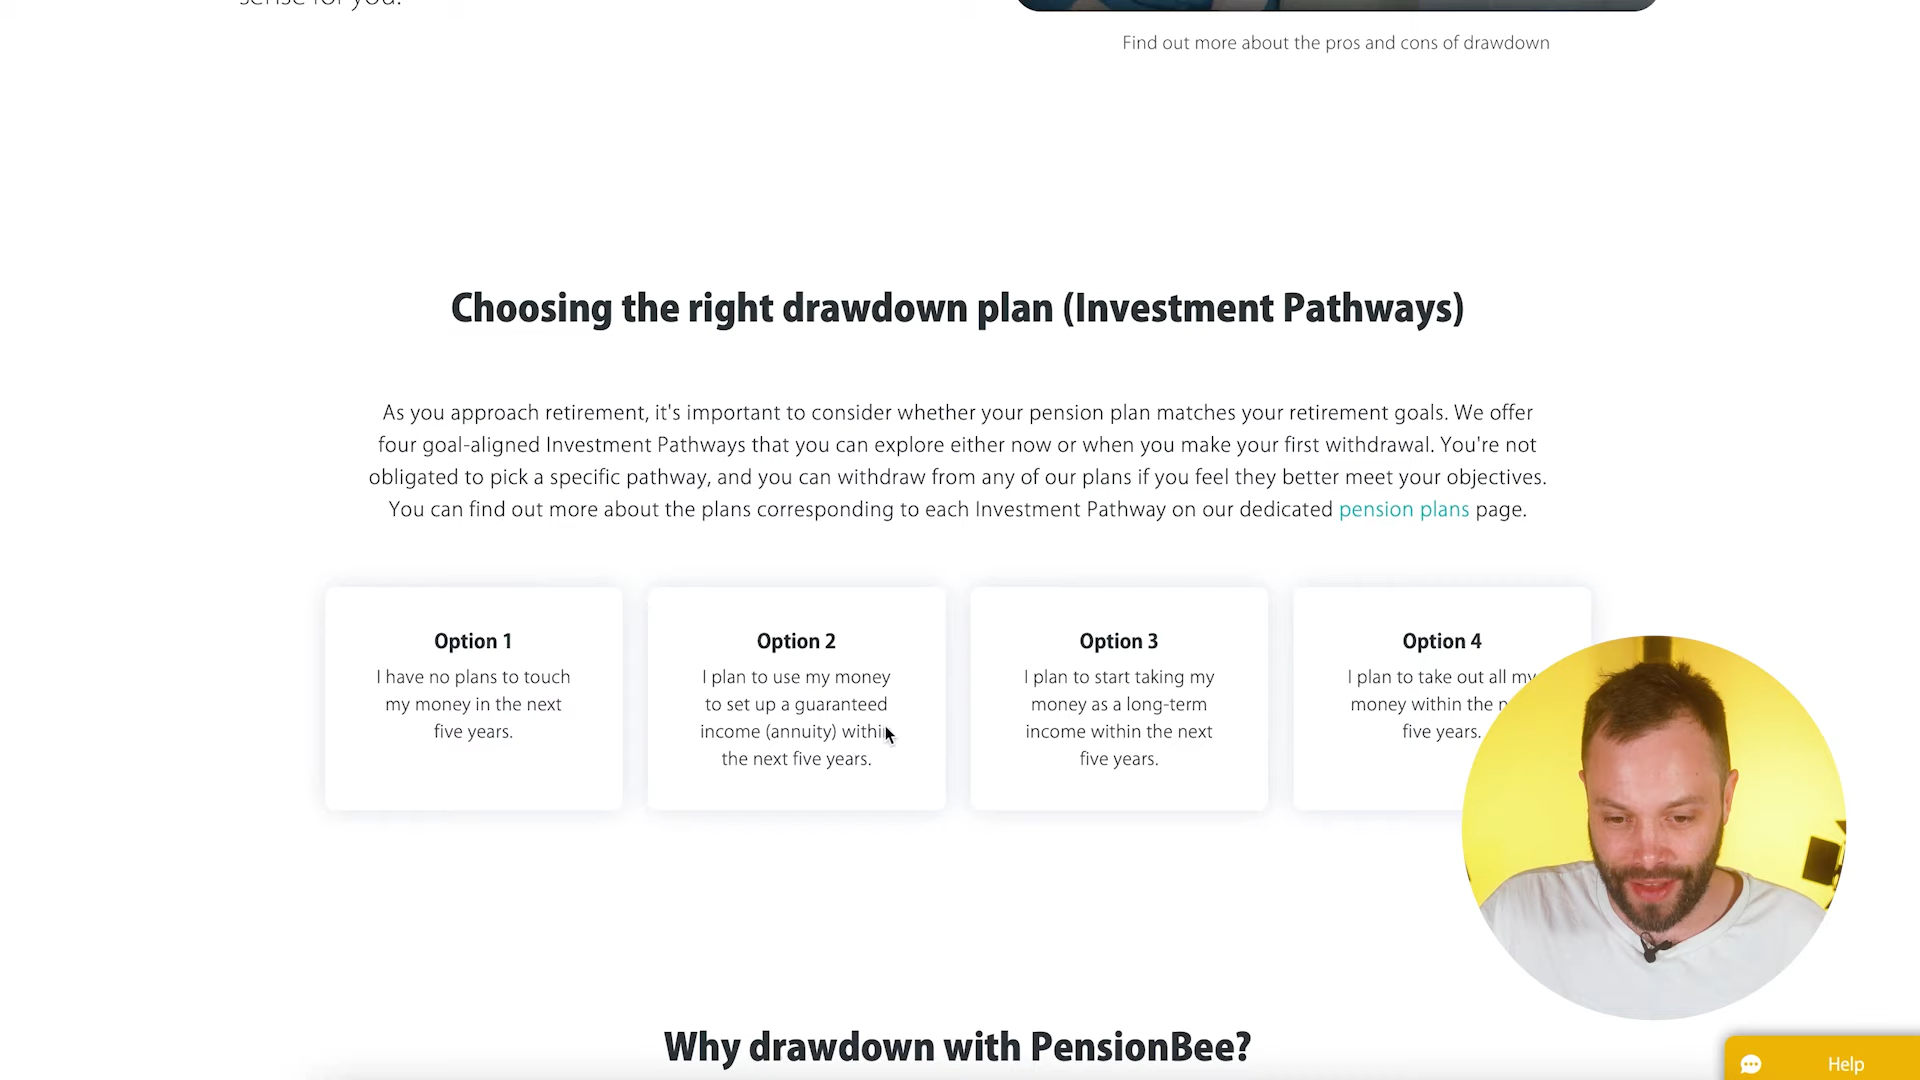 sense for you.
Find out more about the pros and cons of drawdown
Choosing the right drawdown plan (Investment Pathways)
As you approach retirement, it's important to consider whether your pension plan matches your retirement goals. We offer
four goal-aligned Investment Pathways that you can explore either now or when you make your first withdrawal. You're not
obligated to pick a specific pathway, and you can withdraw from any of our plans if you feel they better meet your objectives.
You can find out more about the plans corresponding to each Investment Pathway on our dedicated pension plans page.
Option 1
I have no plans to touch
my money in the next
five years.
Option 2
I plan to use my money
to set up a guaranteed
income (annuity) within
the next five years.
Option 3
I plan to start taking my
money as a long-term
income within the next
five years.
Option 4
I plan to take out all my
money within the
five years.
Why drawdown with PensionBee?
Help